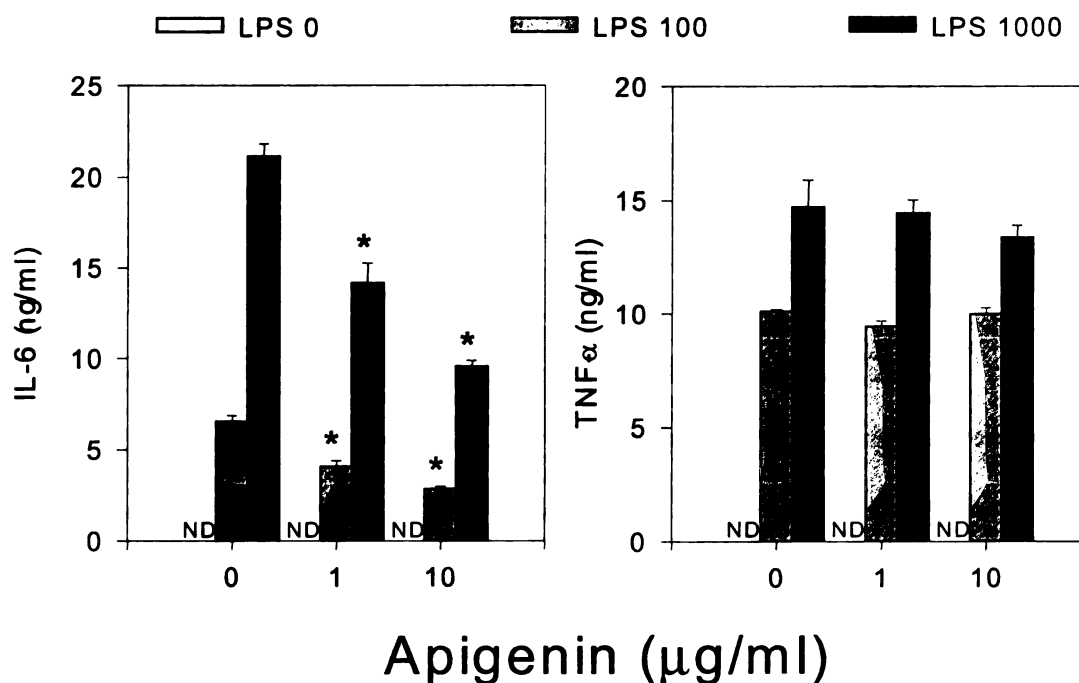 LPS 0 LPS 100 LPS 1000
IL-6 (ng/ml)
25
20
15
10
5
0
* * * *
ND ND ND
0 1 10
TNFα (ng/ml)
20
15
10
5
0
ND ND ND
0 1 10
Apigenin (μg/ml)